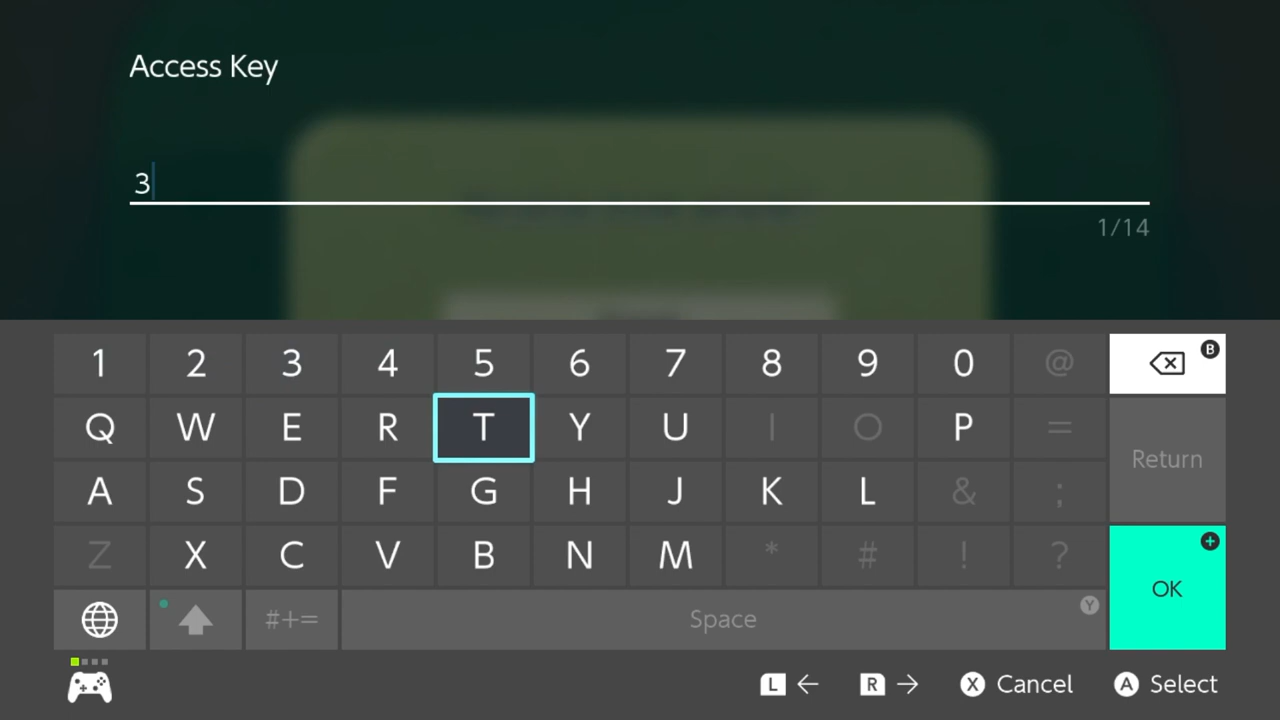 Access Key
3
1/14
1 2 3 4 5 6 7 8 9 0 @ B
Q W E R T Y U I O P =
Return
A S D F G H J K L & ;
Z X C V B N M * # ! ?
OK
#+= Space Y
L ← R → X Cancel A Select